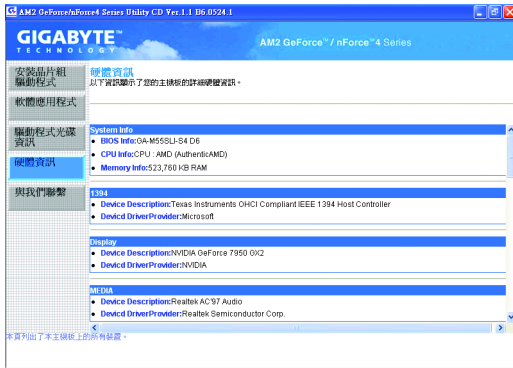 AM2 GeForce/nForce4 Series Utility CD Ver.1.1 B6.0524.1
GIGABYTE™
TECHNOLOGY
AM2 GeForce™/ nForce™4 Series
安裝晶片組
驅動程式
軟體應用程式
驅動程式光碟
資訊
硬體資訊
與我們聯繫
硬體資訊
以下資訊顯示了您的主機板的詳細硬體資訊。
System Info
• BIOS Info:GA-M55SLI-S4 D6
• CPU Info:CPU : AMD (AuthenticAMD)
• Memory Info:523,760 KB RAM
1394
• Device Description:Texas Instruments OHCI Compliant IEEE 1394 Host Controller
• Devicd DriverProvider:Microsoft
Display
• Device Description:NVIDIA GeForce 7950 GX2
• Devicd DriverProvider:NVIDIA
MEDIA
• Device Description:Realtek AC'97 Audio
• Devicd DriverProvider:Realtek Semiconductor Corp.
本頁列出了本主機板上的所有裝置。